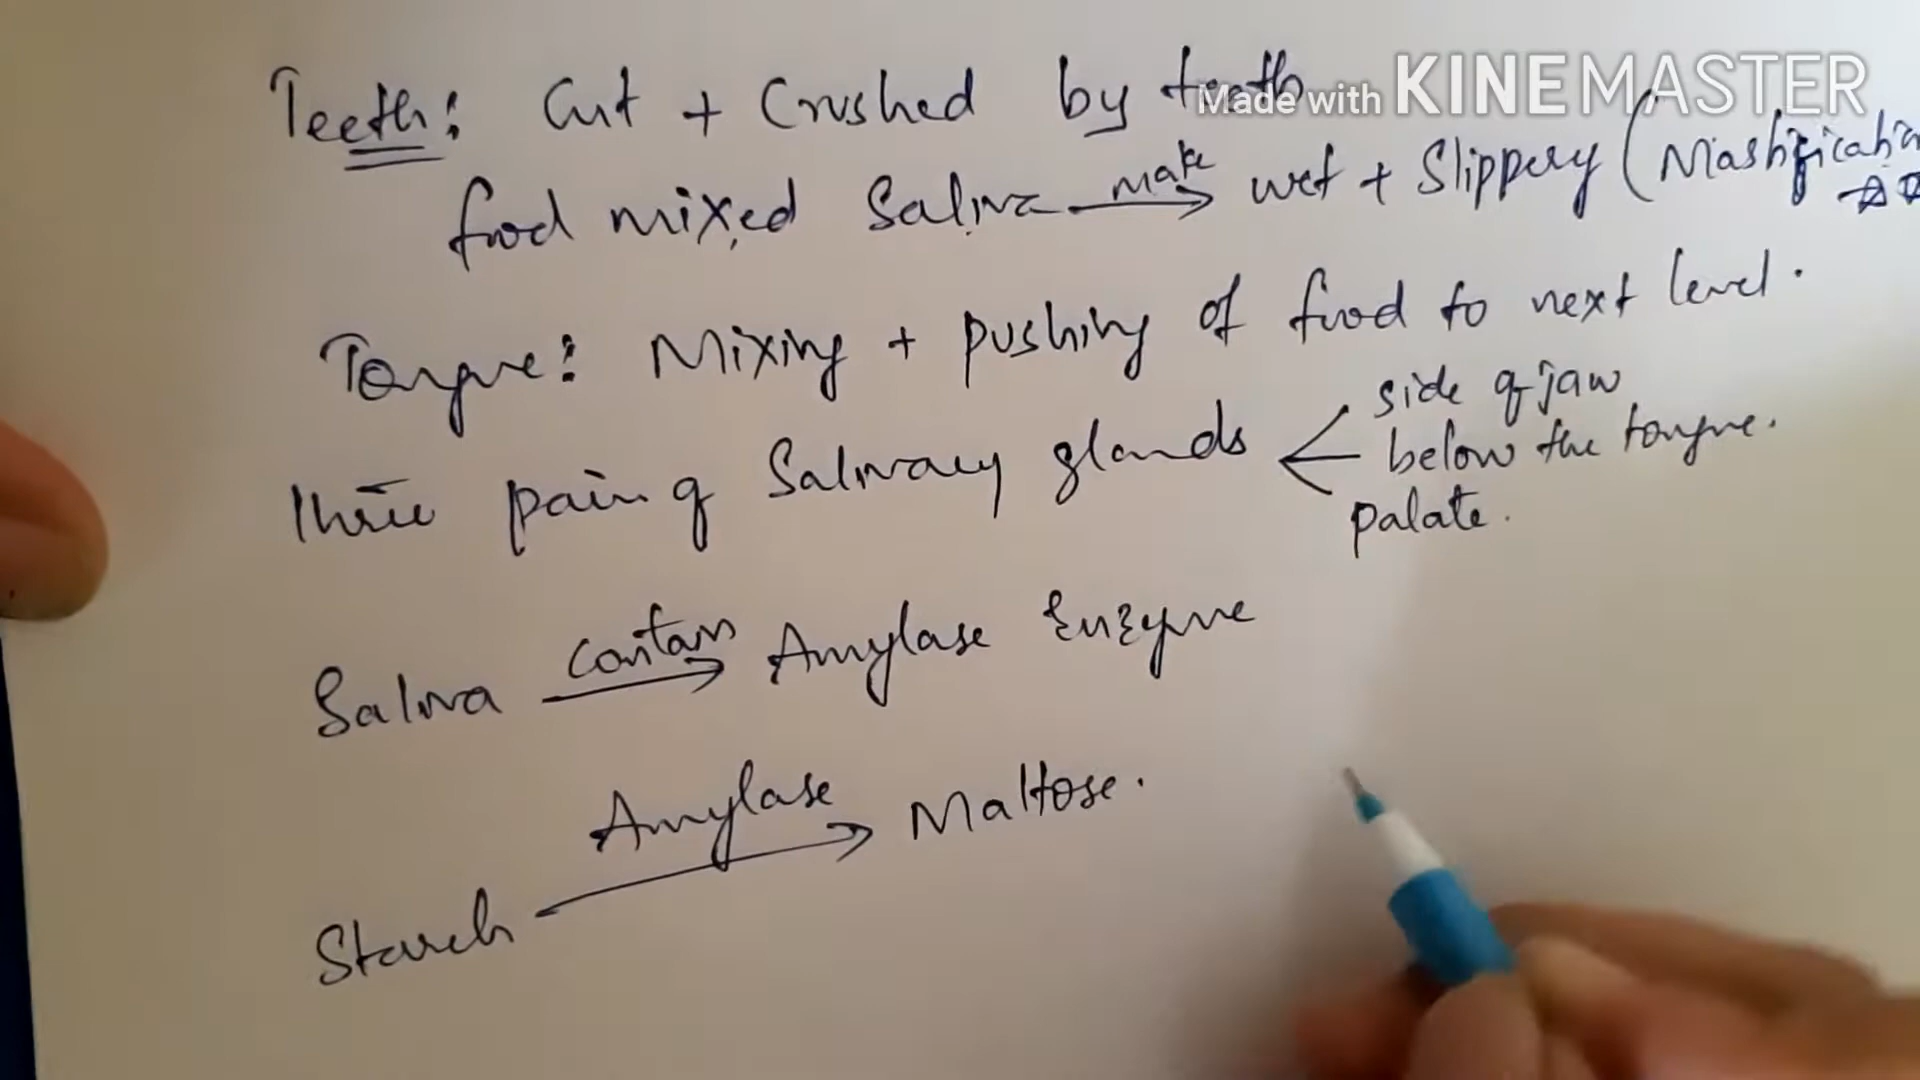 Teeth: Cut + Crushed by teeth
Made with KINEMASTER
food mixed Saliva make → wet + Slippery (Mastification
Tongue: Mixing + pushing of food to next level.
Three pair of Salivary glands
side of jaw
below the tongue.
palate.
Saliva contains → Amylase Enzyme
Starch Amylase → Maltose.